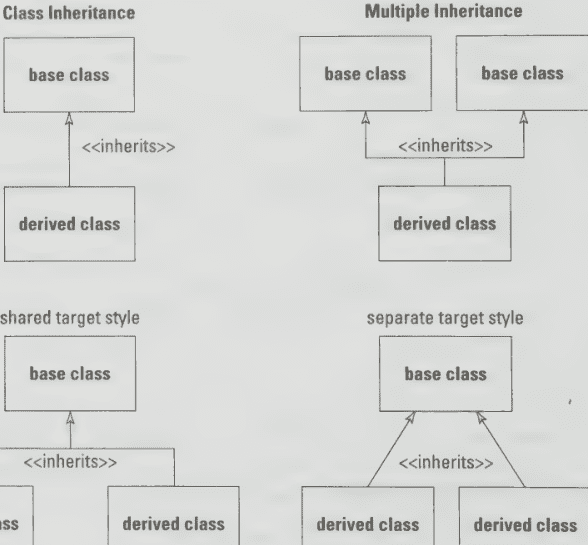 Class Inheritance
Multiple Inheritance
base class
base class
base class
<<inherits>>
<<inherits>>
derived class
derived class
shared target style
separate target style
base class
base class
<<inherits>>
<<inherits>>
derived class
derived class
derived class